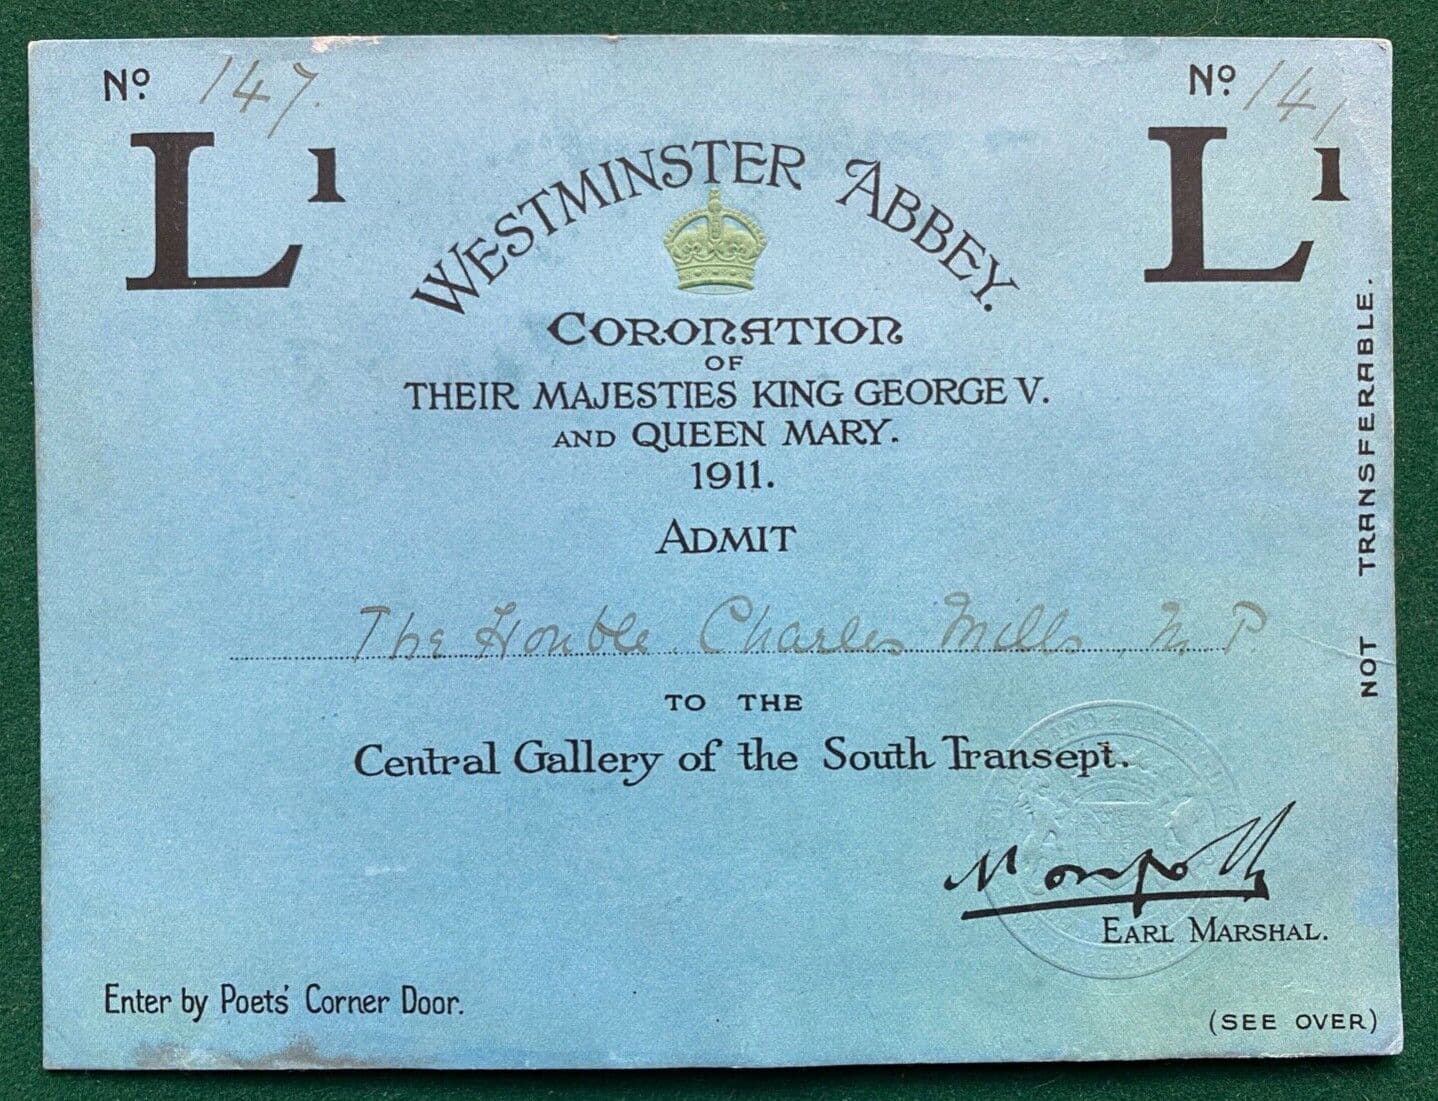 Nº 147.
Nº 141
L 1
L 1
WESTMINSTER ABBEY.
CORONATION
OF
THEIR MAJESTIES KING GEORGE V.
AND QUEEN MARY.
1911.
ADMIT
The Honble. Charles Mills, M.P.
TO THE
Central Gallery of the South Transept.
Norfolk
EARL MARSHAL.
Enter by Poets' Corner Door.
(SEE OVER)
NOT TRANSFERABLE.